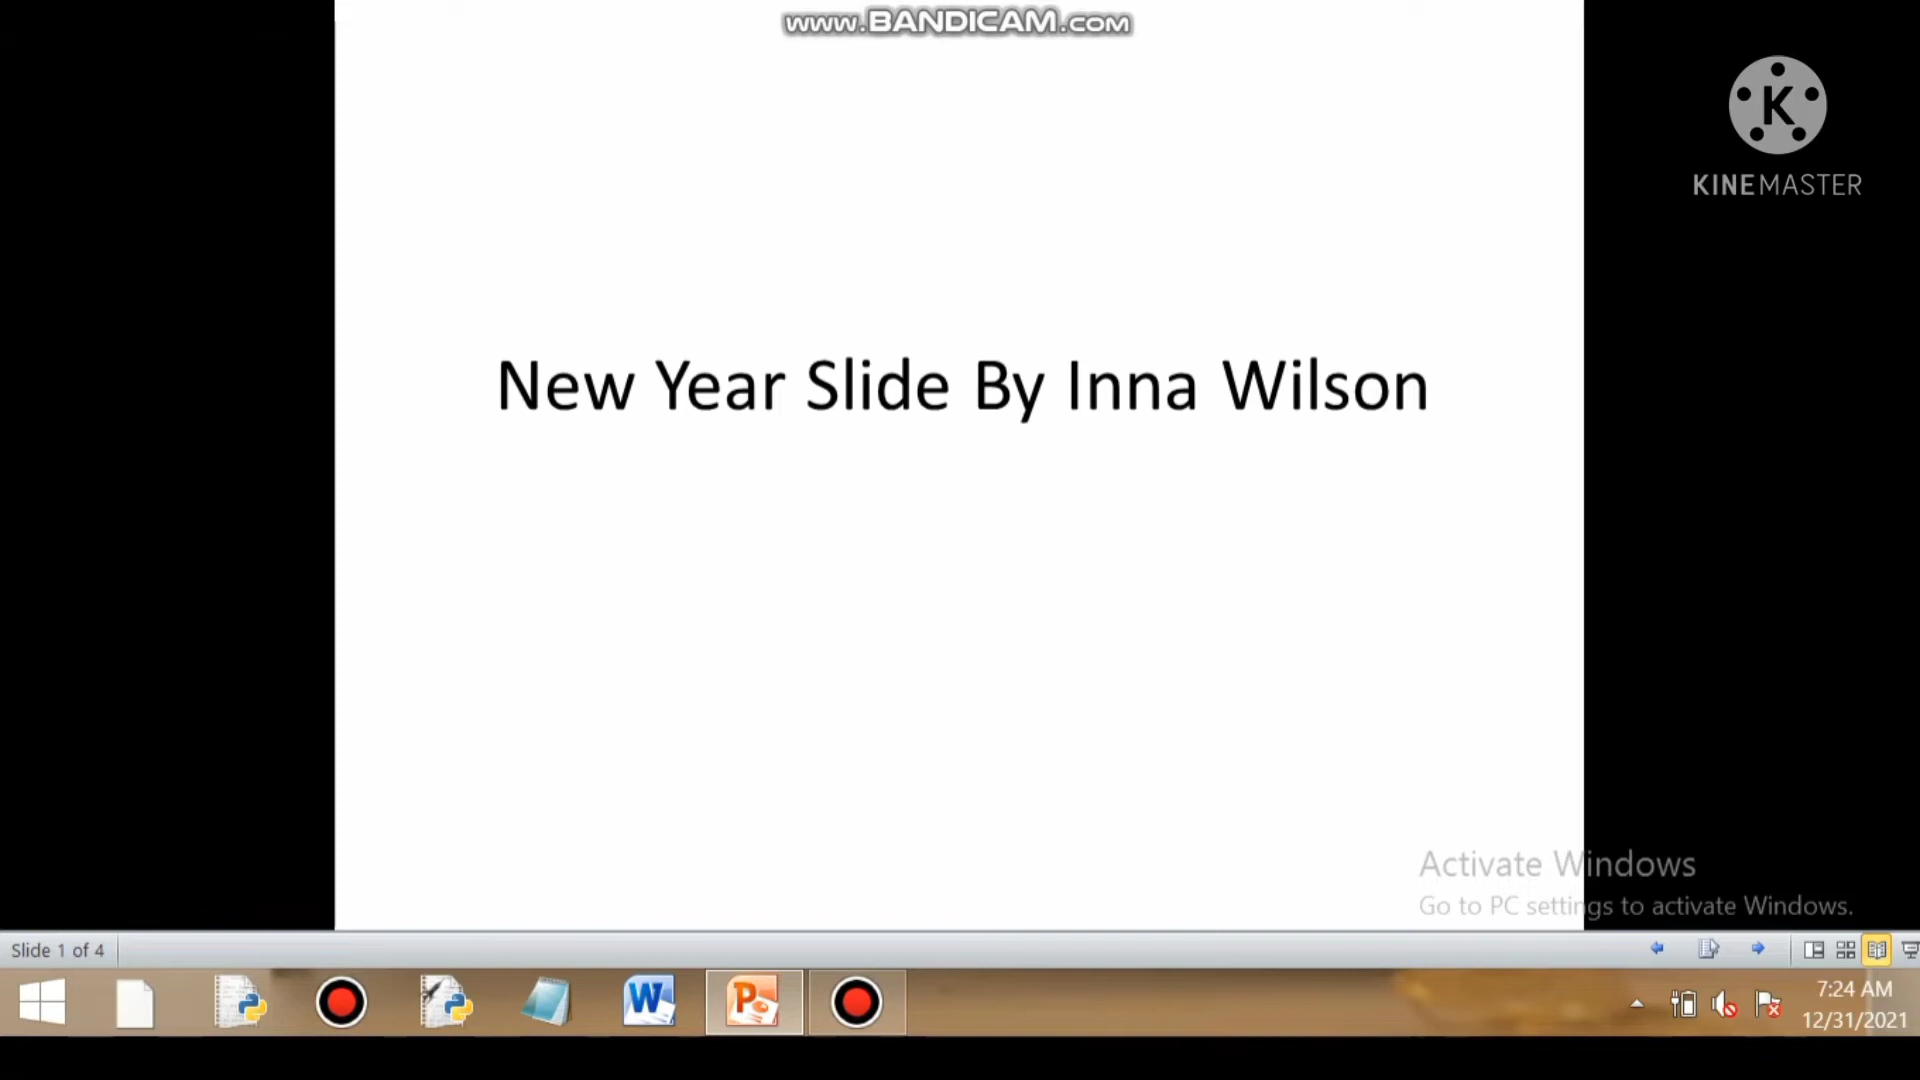 www.BANDICAM.com
K
KINEMASTER
New Year Slide By Inna Wilson
Activate Windows
Go to PC settings to activate Windows.
Slide 1 of 4
W
P
7:24 AM
12/31/2021